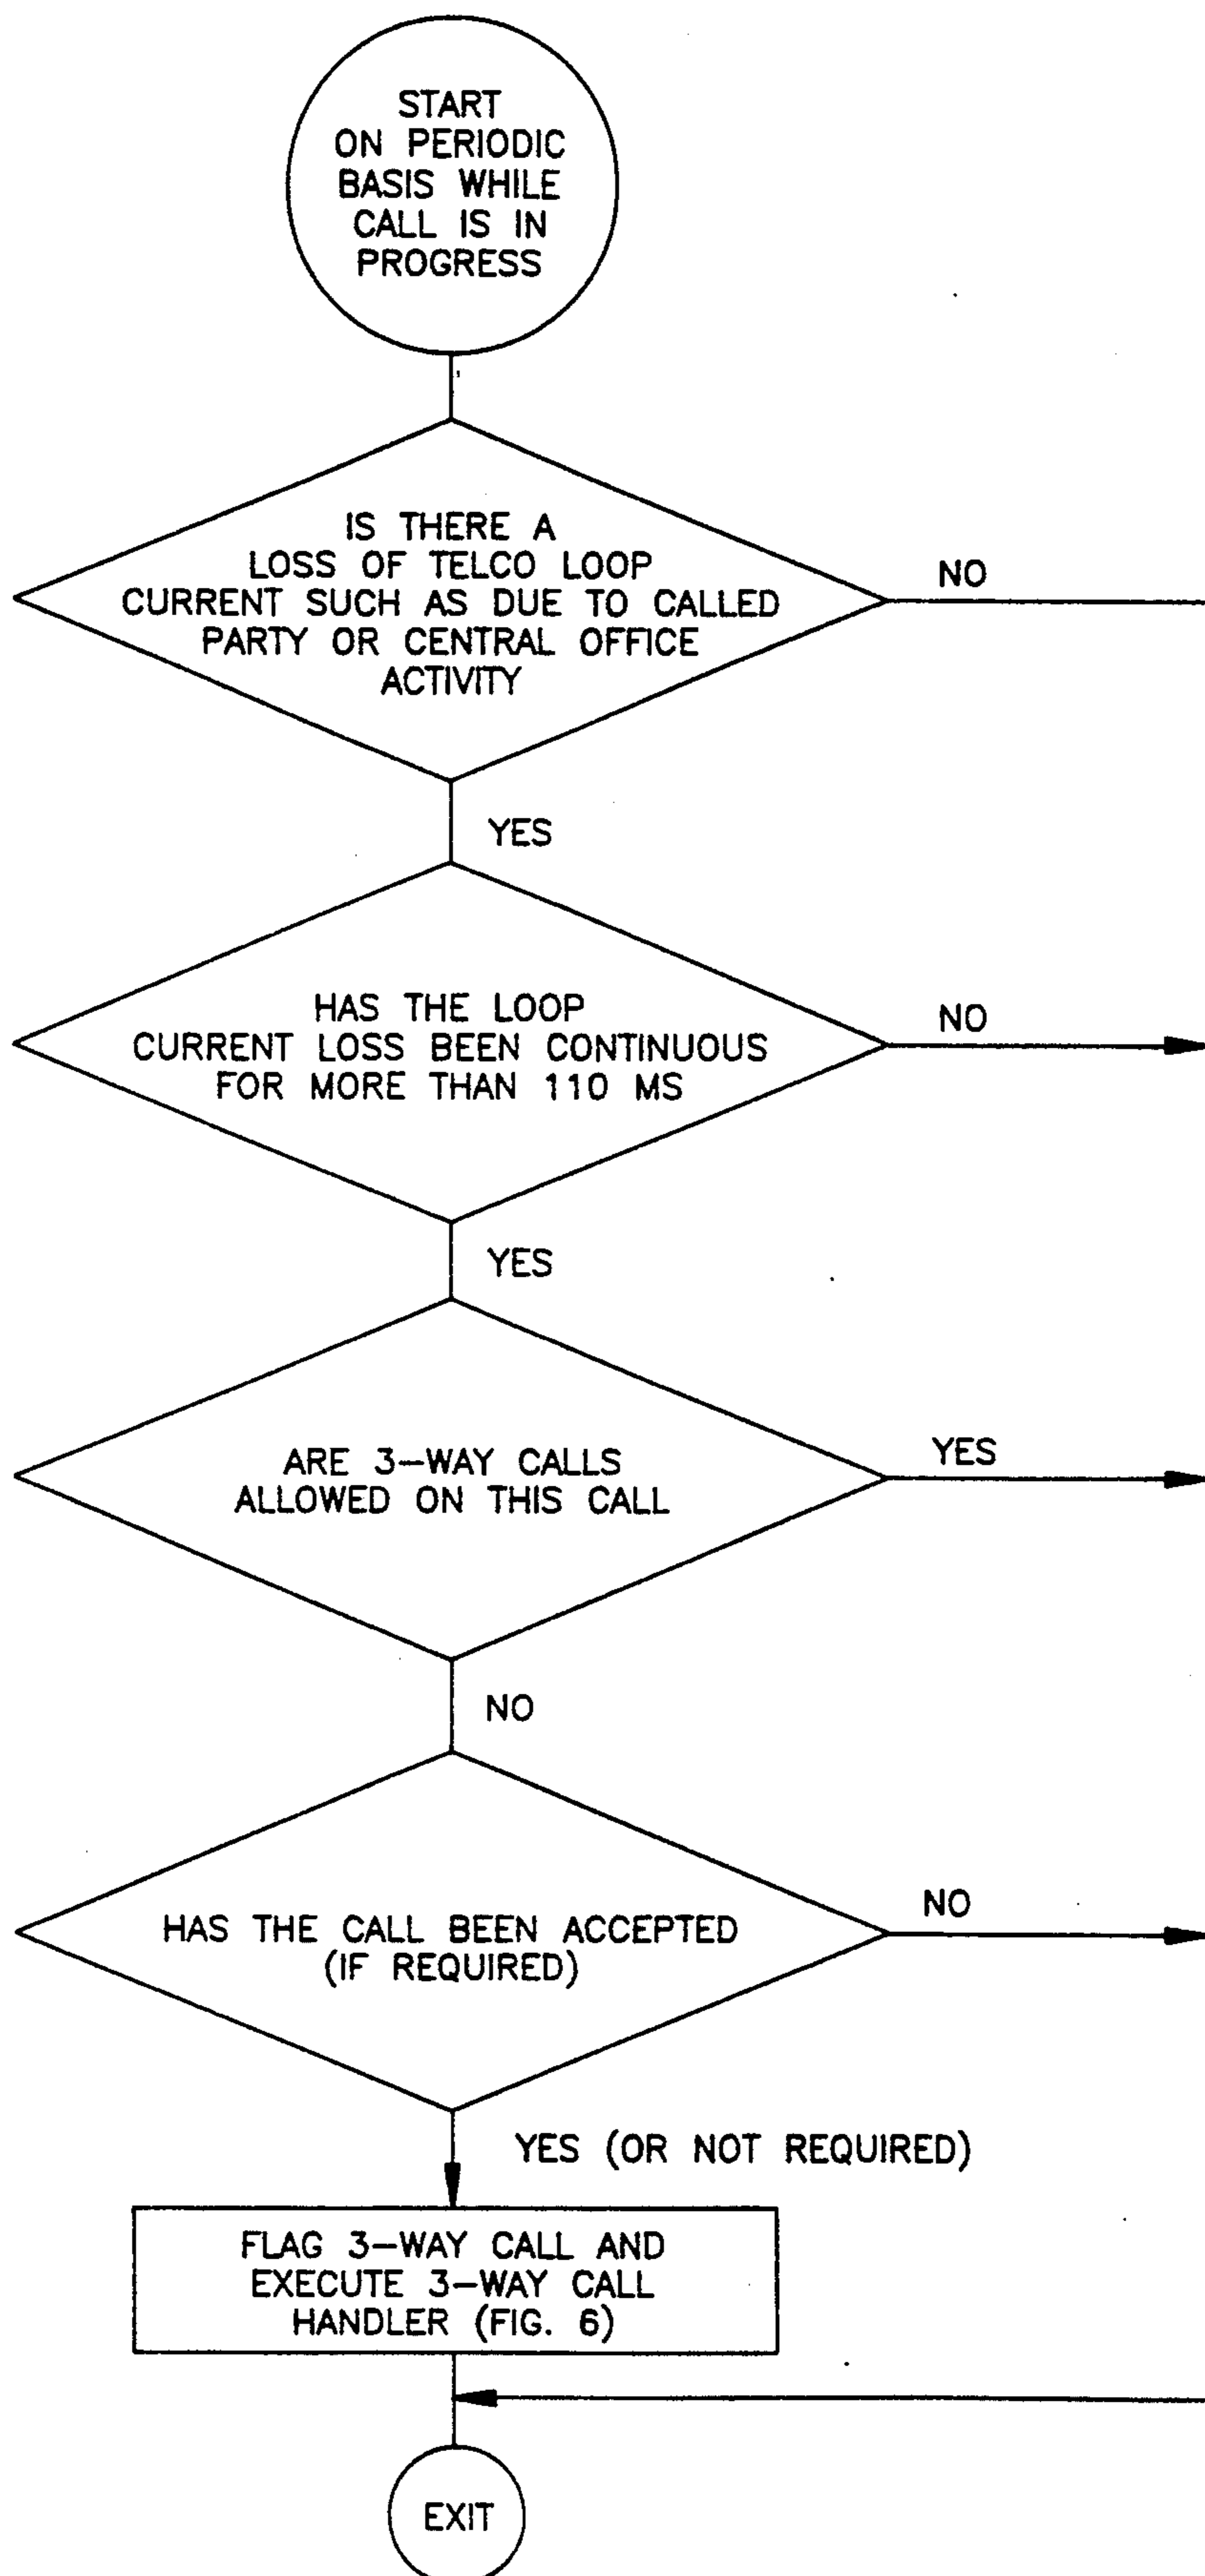 START
ON PERIODIC
BASIS WHILE
CALL IS IN
PROGRESS
IS THERE A
LOSS OF TELCO LOOP
CURRENT SUCH AS DUE TO CALLED
PARTY OR CENTRAL OFFICE
ACTIVITY
NO
YES
HAS THE LOOP
CURRENT LOSS BEEN CONTINUOUS
FOR MORE THAN 110 MS
NO
YES
ARE 3-WAY CALLS
ALLOWED ON THIS CALL
YES
NO
HAS THE CALL BEEN ACCEPTED
(IF REQUIRED)
NO
YES (OR NOT REQUIRED)
FLAG 3-WAY CALL AND
EXECUTE 3-WAY CALL
HANDLER (FIG. 6)
EXIT